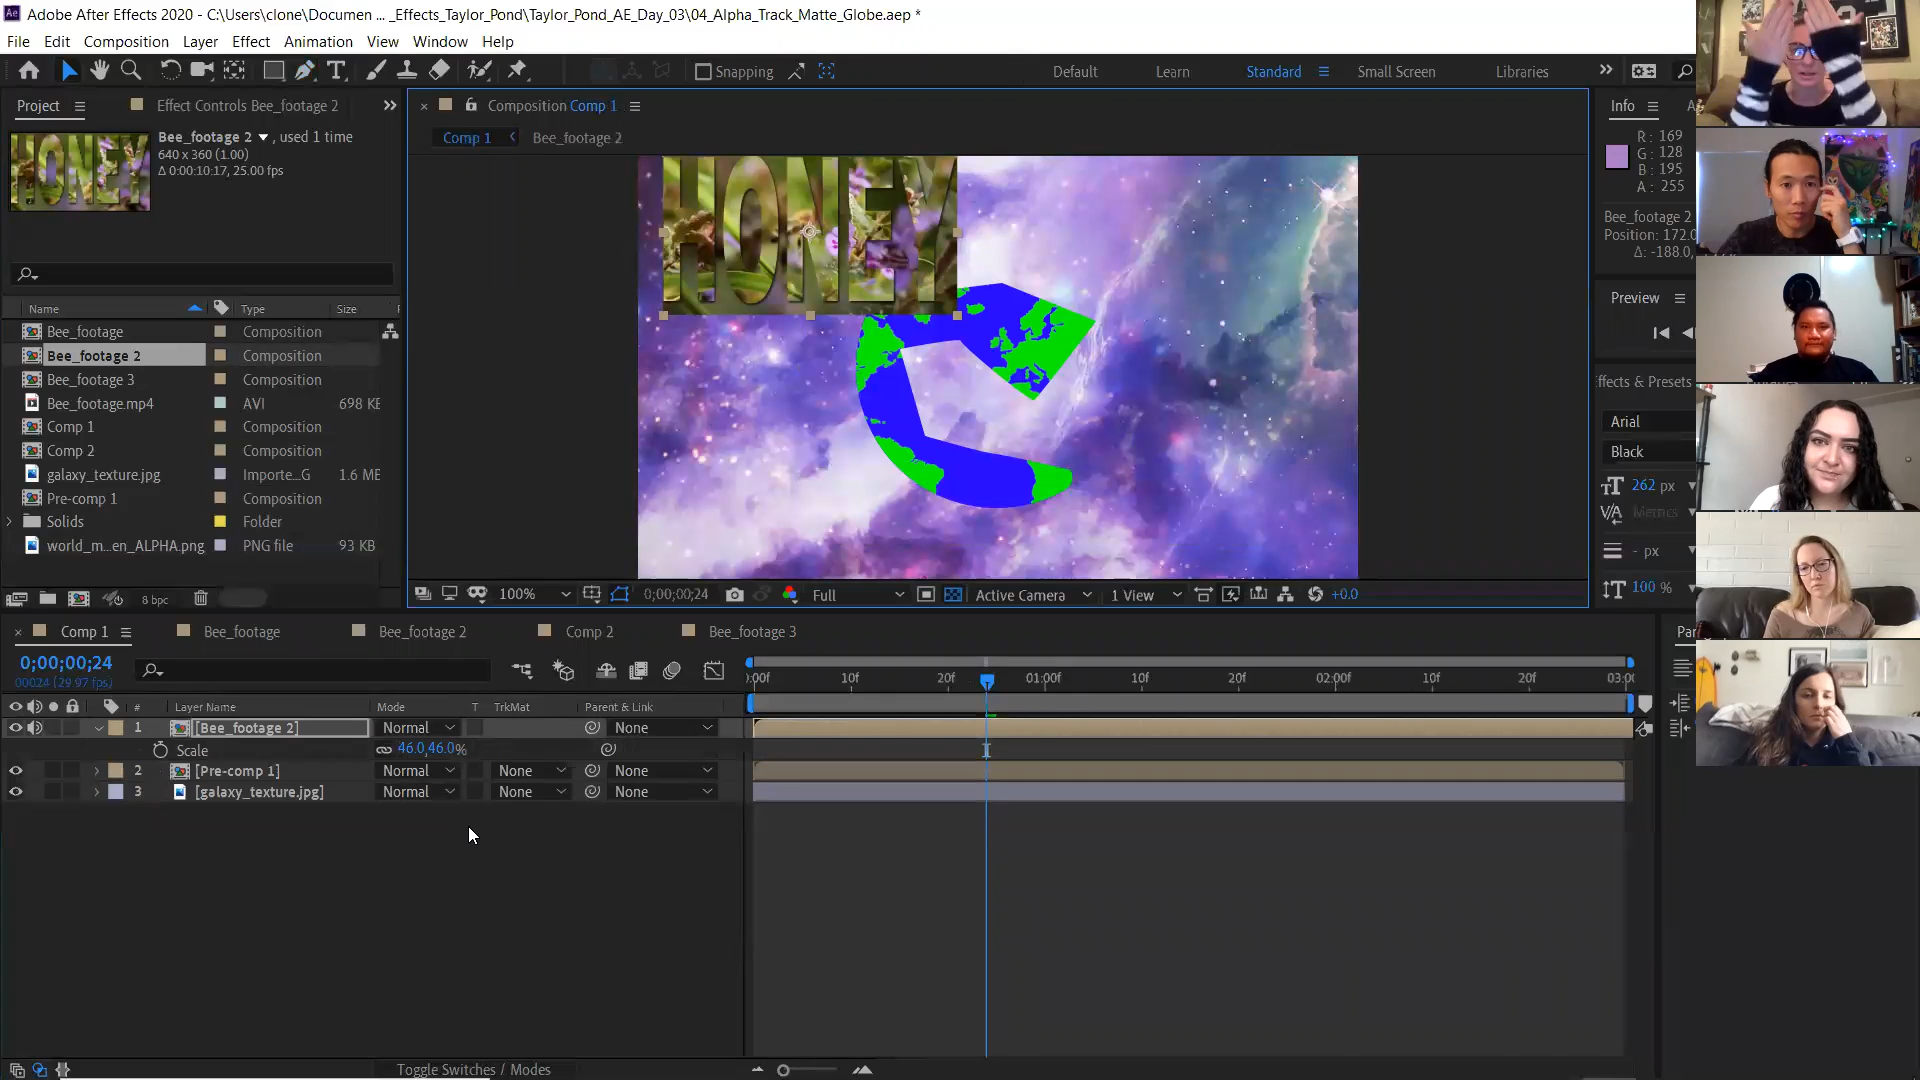 Adobe After Effects 2020 - C:\Users\clone\Documen ... _Effects_Taylor_Pond\Taylor_Pond_AE_Day_03\04_Alpha_Track_Matte_Globe.aep *
File Edit Composition Layer Effect Animation View Window Help
Snapping Default Learn Standard Small Screen Libraries
Project Effect Controls Bee_footage 2
Composition Comp 1
Info
Bee_footage 2 , used 1 time
640 x 360 (1.00)
Δ 0:00:10:17, 25.00 fps
Comp 1 Bee_footage 2
HONEY
HONEY
R : 169
G : 128
B : 195
A : 255
Bee_footage 2
Position: 172.0
Δ: -188.0,
Preview
Name Type Size
Bee_footage Composition
Bee_footage 2 Composition
Bee_footage 3 Composition
Bee_footage.mp4 AVI 698 KE
Comp 1 Composition
Comp 2 Composition
galaxy_texture.jpg Importe...G 1.6 ME
Pre-comp 1 Composition
Solids Folder
world_m...en_ALPHA.png PNG file 93 KB
8 bpc
ffects & Presets
Arial
Black
262 px
Metrics
- px
100 %
100% 0;00;00;24 Full Active Camera 1 View +0.0
Comp 1 Bee_footage Bee_footage 2 Comp 2 Bee_footage 3
0;00;00;24
00024 (29.97 fps)
:00f 10f 20f 01:00f 10f 20f 02:00f 10f 20f 03:0
# Layer Name Mode T TrkMat Parent & Link
1 [Bee_footage 2] Normal None
Scale 46.0,46.0%
2 [Pre-comp 1] Normal None None
3 [galaxy_texture.jpg] Normal None None
Toggle Switches / Modes